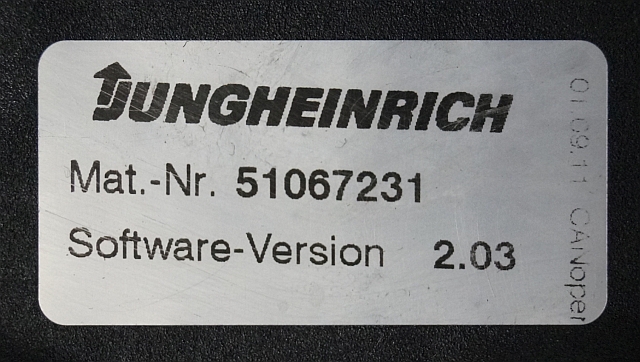 JUNGHEINRICH
Mat.-Nr. 51067231
Software-Version 2.03
01.09.11 CANopen